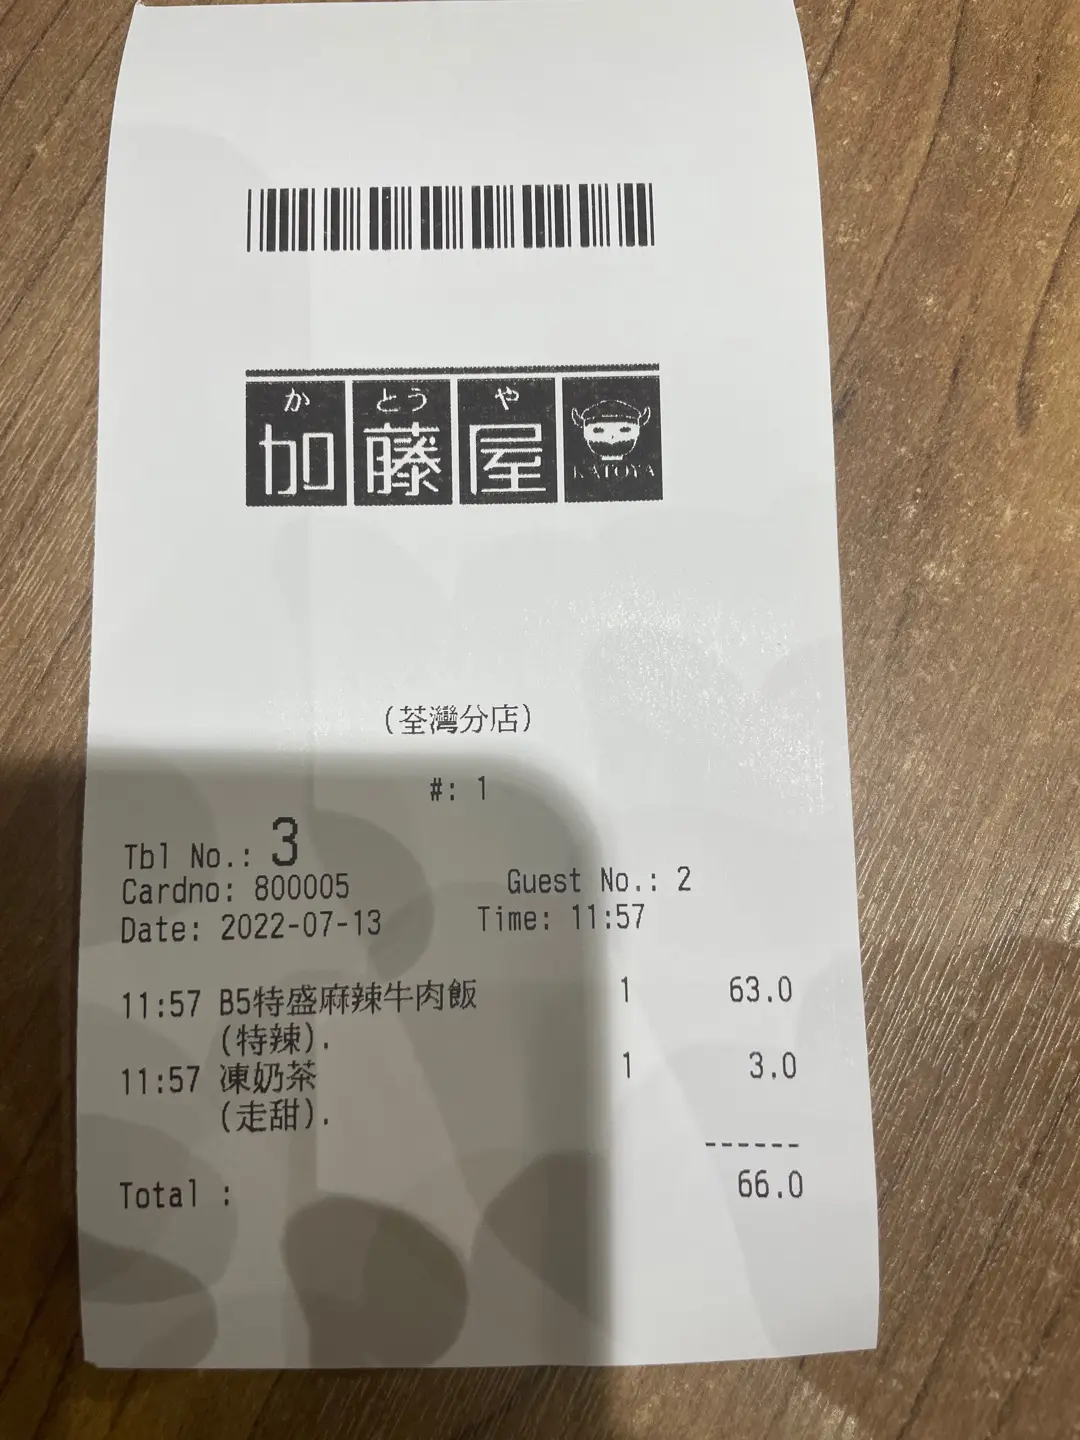 か とう や
加藤屋
KATOYA
(荃灣分店)
#: 1
Tbl No.: 3
Cardno: 800005 Guest No.: 2
Date: 2022-07-13 Time: 11:57
11:57 B5特盛麻辣牛肉飯 1 63.0
(特辣).
11:57 凍奶茶 1 3.0
(走甜).
------
Total : 66.0